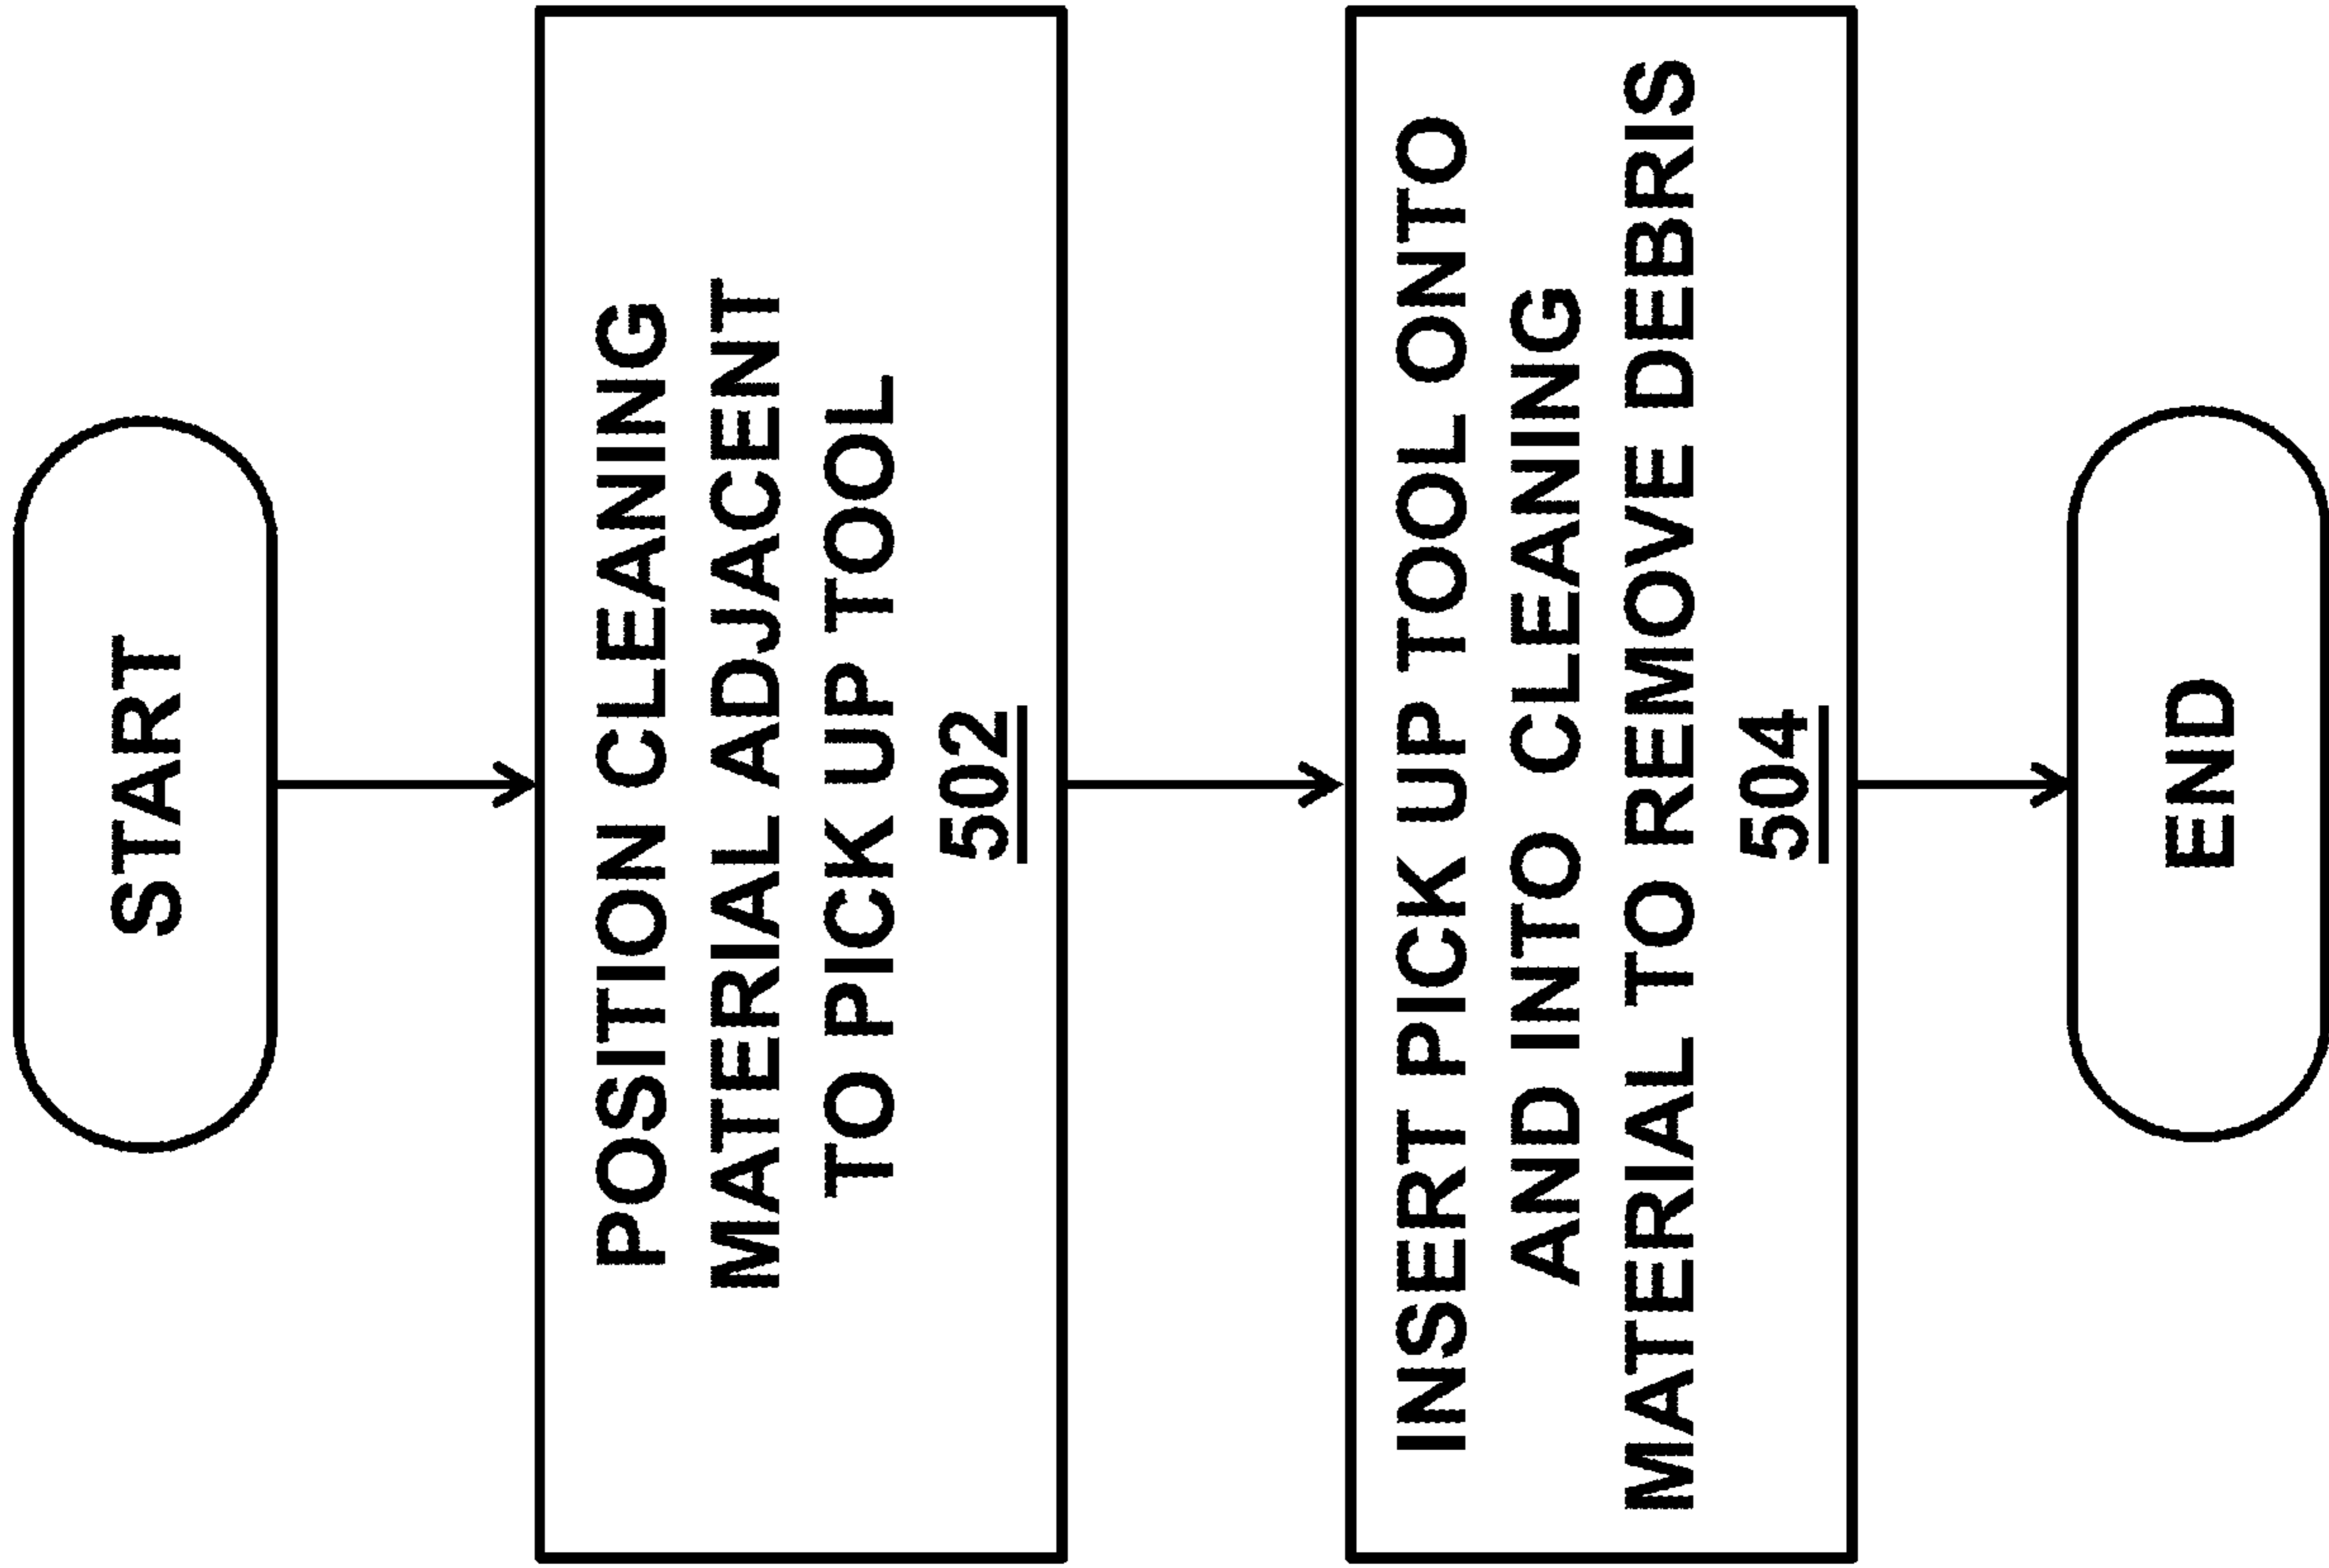 START
POSITION CLEANING
MATERIAL ADJACENT
TO PICK UP TOOL
502
INSERT PICK UP TOOL ONTO
AND INTO CLEANING
MATERIAL TO REMOVE DEBRIS
504
END